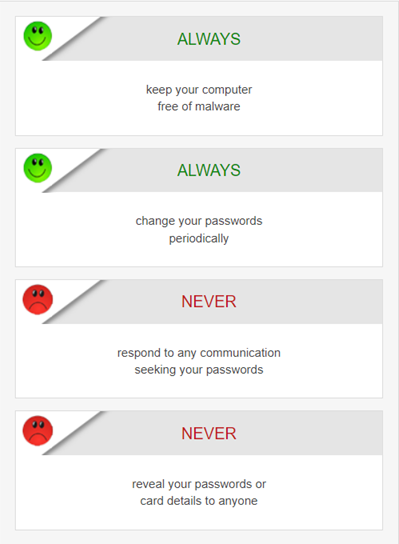 ALWAYS
keep your computer
free of malware
ALWAYS
change your passwords
periodically
NEVER
respond to any communication
seeking your passwords
NEVER
reveal your passwords or
card details to anyone